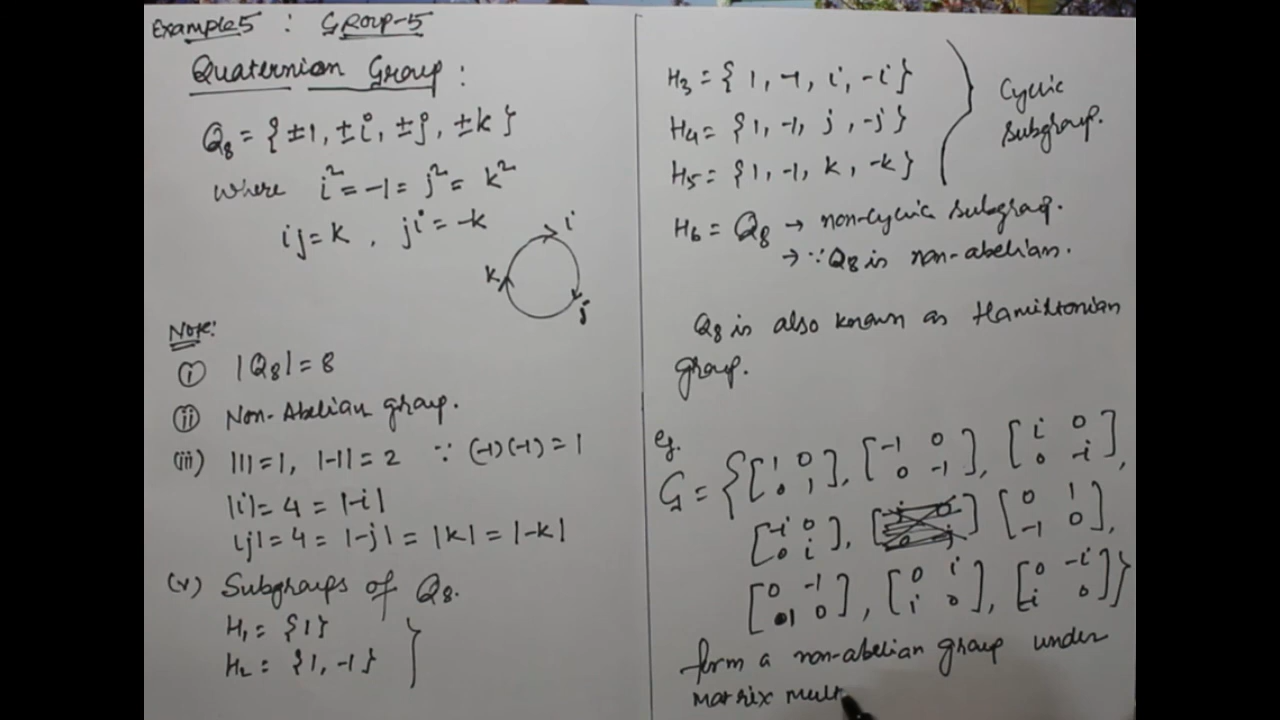 Example 5 : Group-5
Quaternion Group :
Q₈ = { ±1, ±i, ±j, ±k }
where i² = -1 = j² = k²
ij = k , ji = -k
i
k
j
Note:
(i) |Q₈| = 8
(ii) Non-Abelian group.
(iii) |1| = 1, |-1| = 2 ∵ (-1)(-1) = 1
|i| = 4 = |-i|
|j| = 4 = |-j| = |k| = |-k|
(v) Subgroups of Q₈.
H₁ = {1}
H₂ = {1, -1}
H₃ = { 1, -1, i, -i }
H₄ = { 1, -1, j, -j }
H₅ = { 1, -1, k, -k }
Cyclic
subgroup.
H₆ = Q₈ → non-cyclic subgroup.
→ ∵ Q₈ is non-abelian.
Q₈ is also known as Hamiltonian
group.
eg.
G = { [1 0; 0 1], [-1 0; 0 -1], [i 0; 0 -i],
[-i 0; 0 i], [0 1; -1 0],
[0 -1; 1 0], [0 i; i 0], [0 -i; -i 0] }
form a non-abelian group under
matrix mult